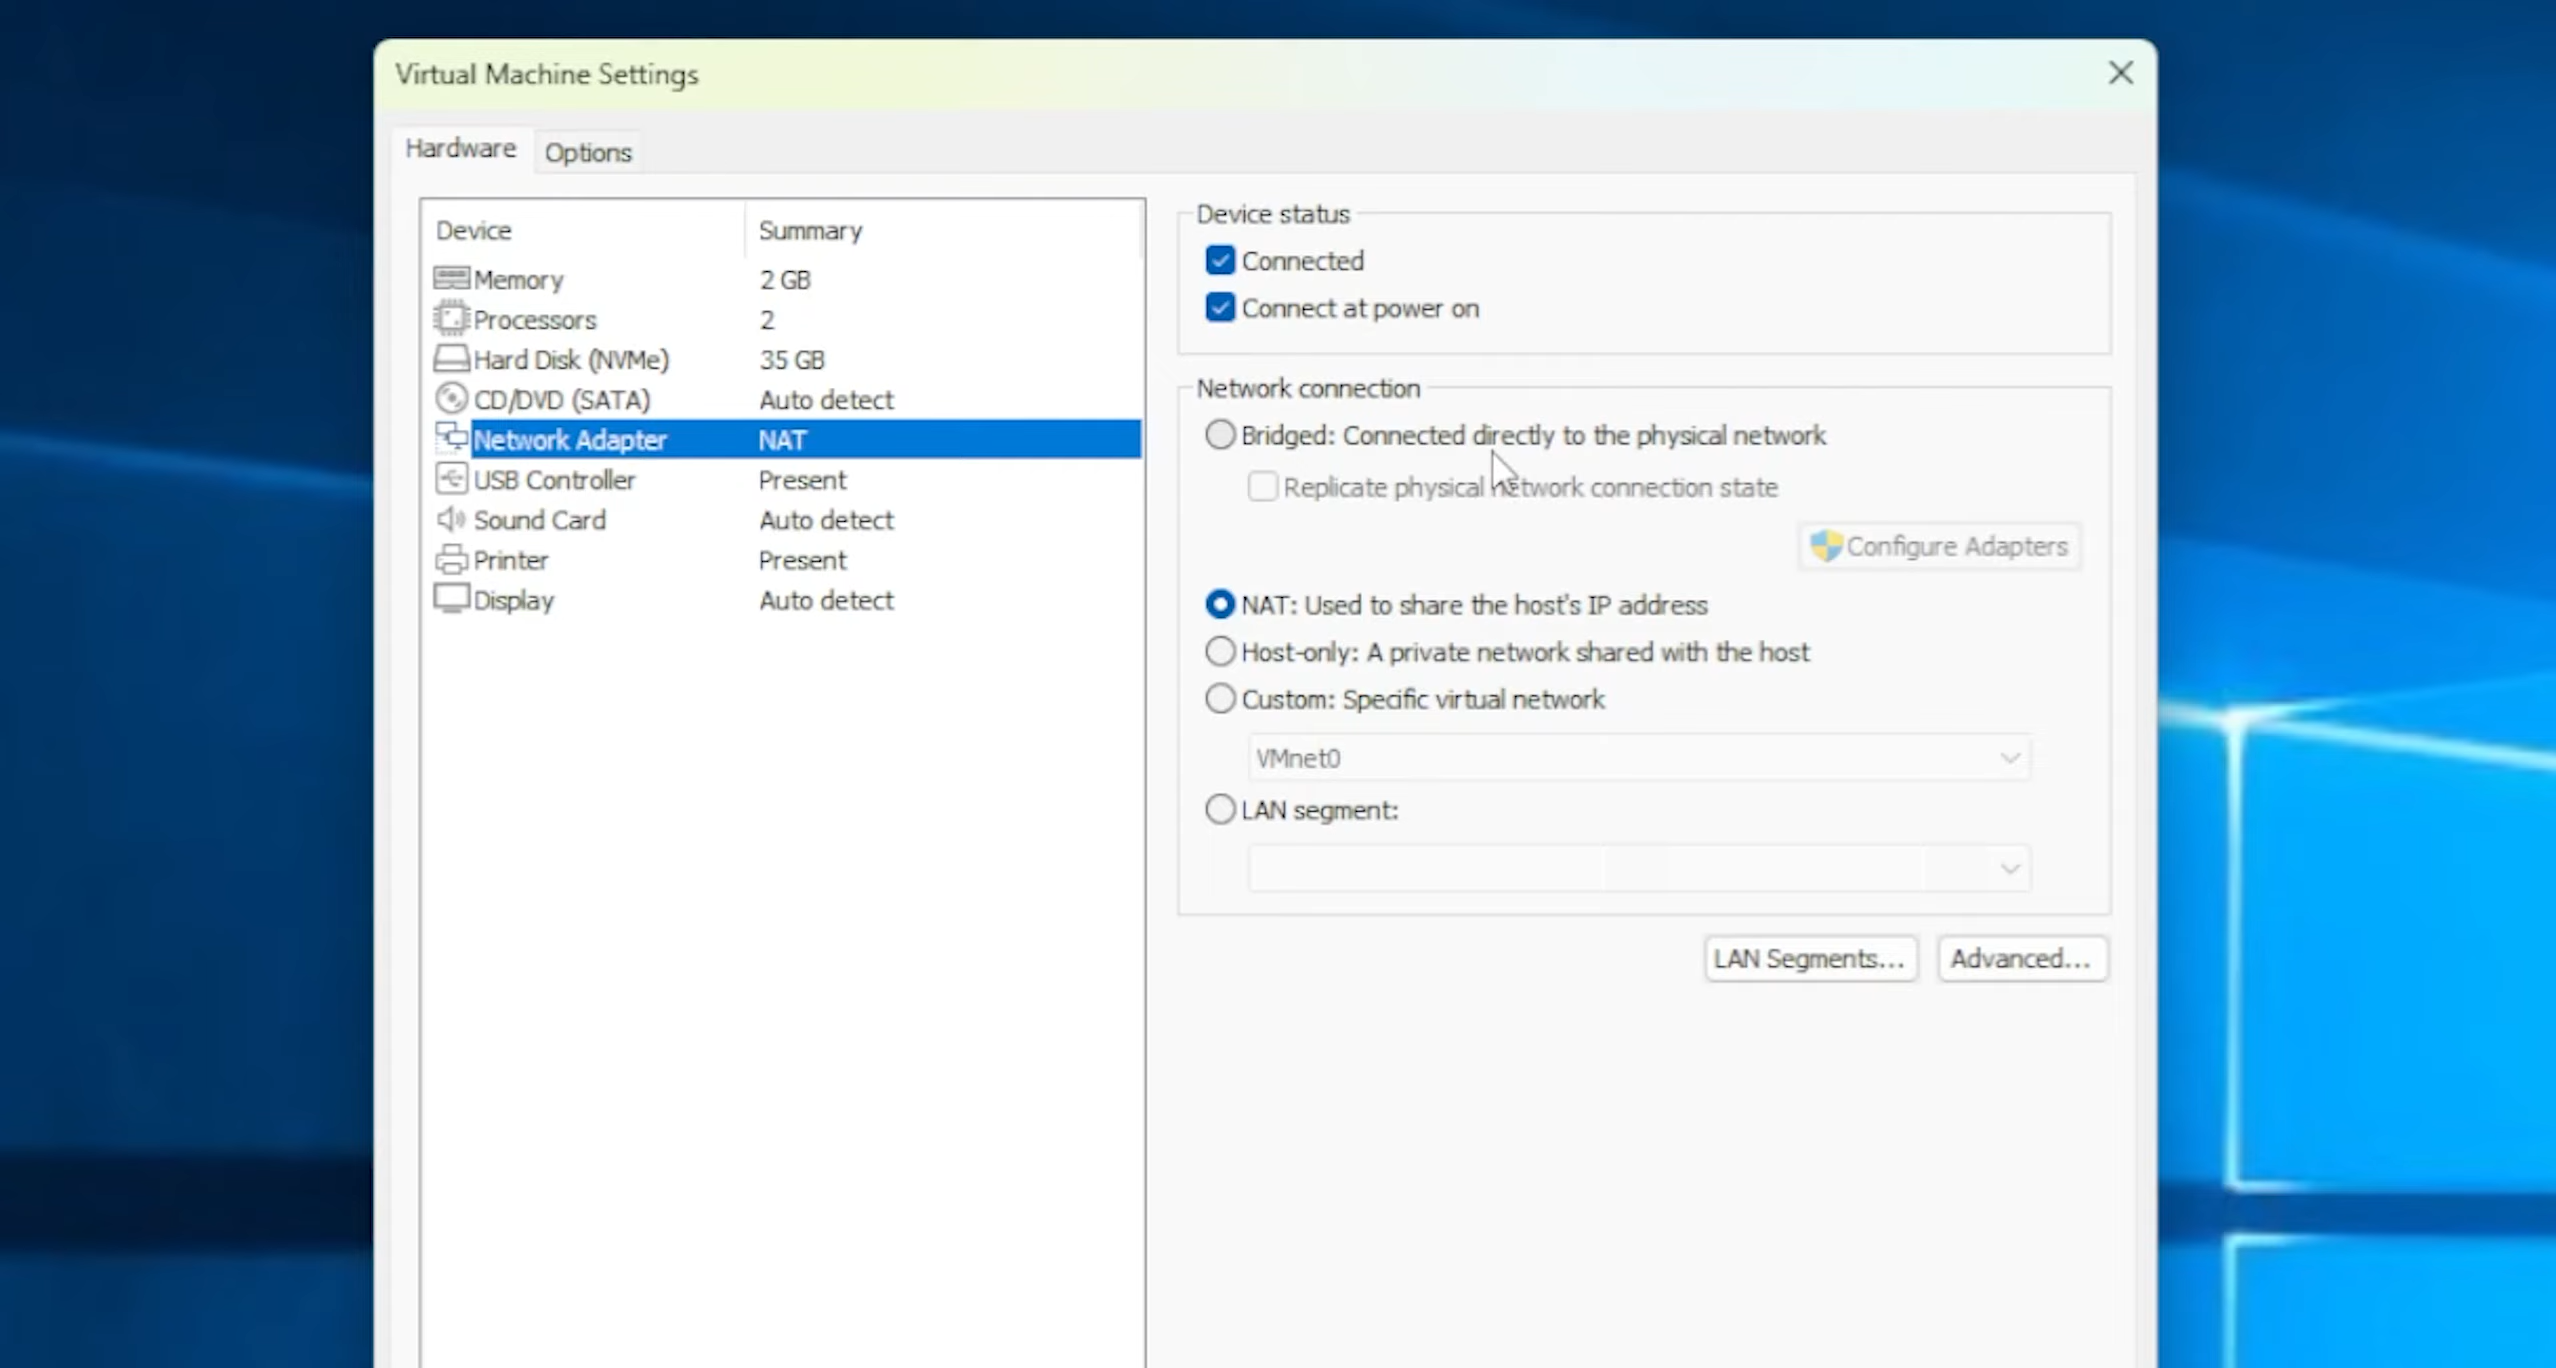 Virtual Machine Settings
Hardware
Options
Device Summary
Memory 2 GB
Processors 2
Hard Disk (NVMe) 35 GB
CD/DVD (SATA) Auto detect
Network Adapter NAT
USB Controller Present
Sound Card Auto detect
Printer Present
Display Auto detect
Device status
Connected
Connect at power on
Network connection
Bridged: Connected directly to the physical network
Replicate physical network connection state
Configure Adapters
NAT: Used to share the host's IP address
Host-only: A private network shared with the host
Custom: Specific virtual network
VMnet0
LAN segment:
LAN Segments...
Advanced...